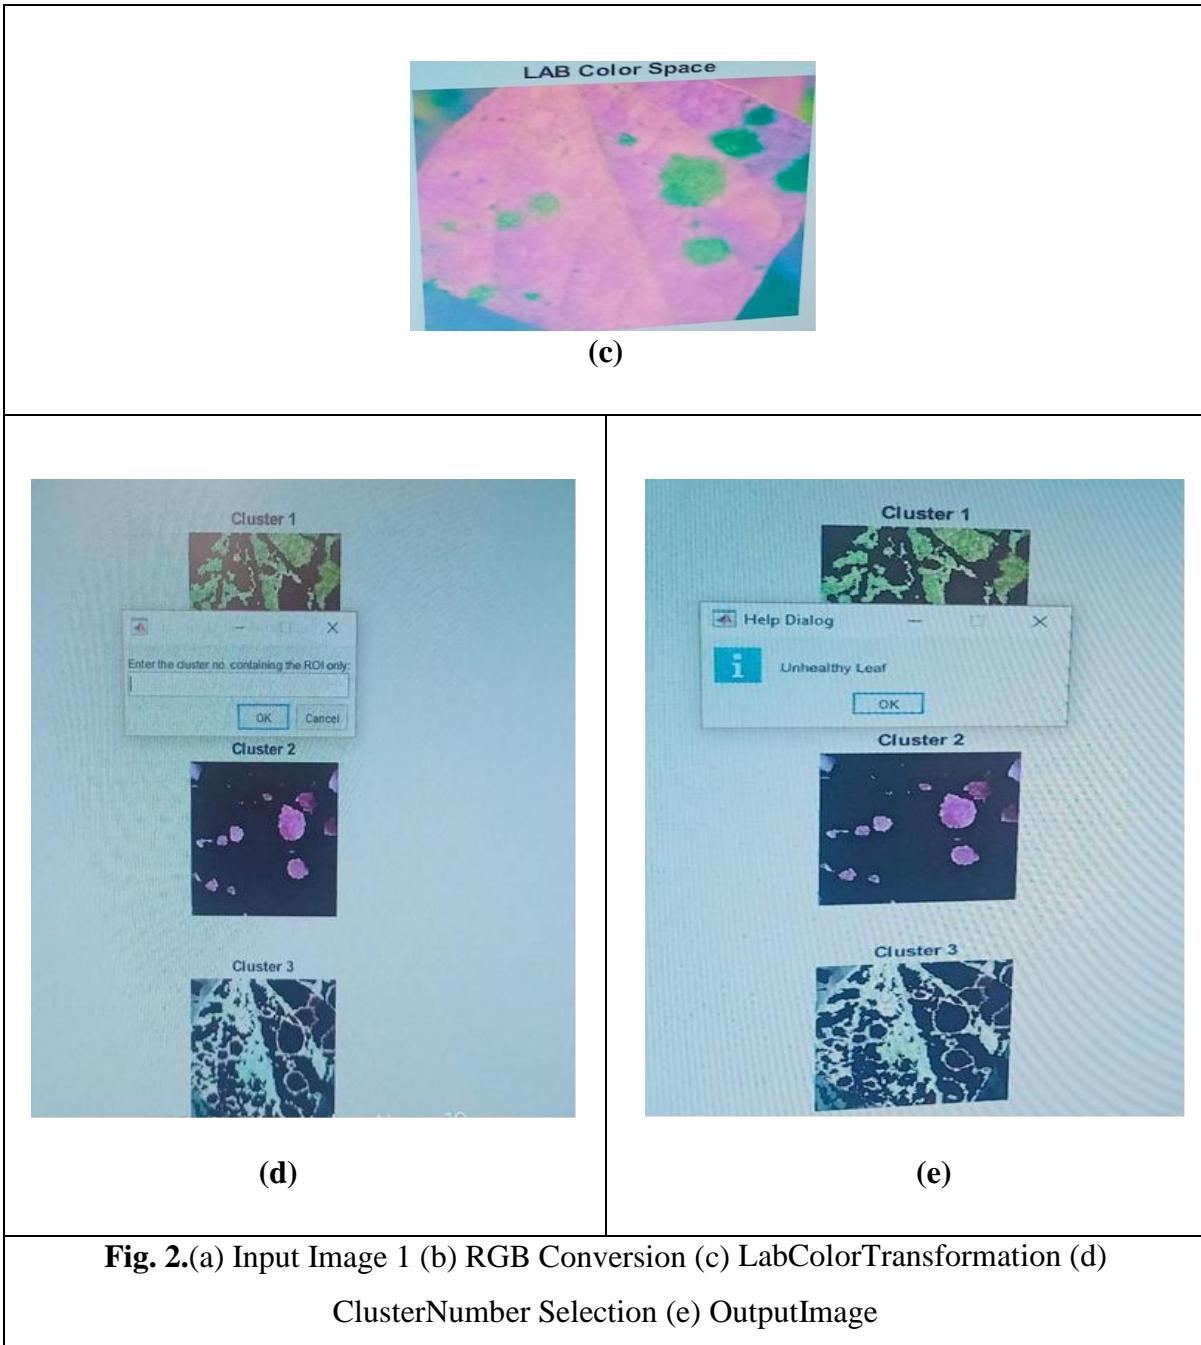 LAB Color Space
(c)
Cluster 1
Enter the cluster no. containing the ROI only:
OK
Cancel
Cluster 2
Cluster 3
(d)
Cluster 1
Help Dialog
Unhealthy Leaf
OK
Cluster 2
Cluster 3
(e)
Fig. 2.(a) Input Image 1 (b) RGB Conversion (c) LabColorTransformation (d)
ClusterNumber Selection (e) OutputImage